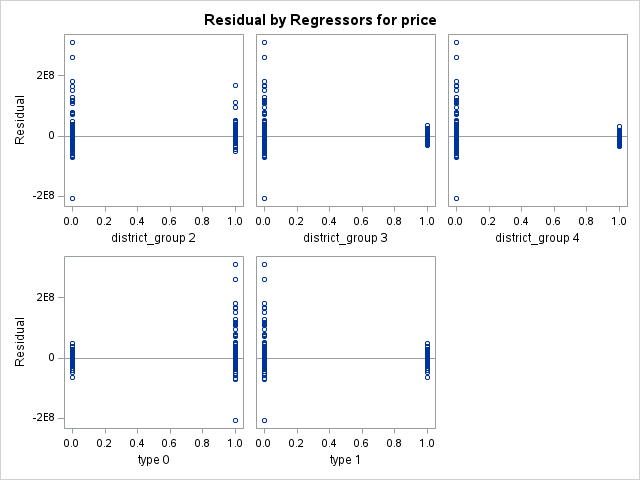 Residual by Regressors for price
Residual
2E8
0
-2E8
0.0 0.2 0.4 0.6 0.8 1.0
district_group 2
0.0 0.2 0.4 0.6 0.8 1.0
district_group 3
0.0 0.2 0.4 0.6 0.8 1.0
district_group 4
Residual
2E8
0
-2E8
0.0 0.2 0.4 0.6 0.8 1.0
type 0
0.0 0.2 0.4 0.6 0.8 1.0
type 1